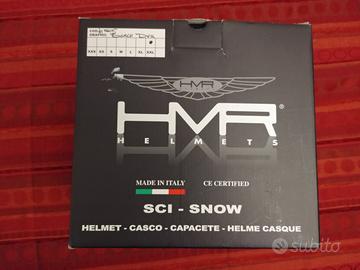 XXS XS S M L XL XXL
HMR
HMR®
HELMETS
MADE IN ITALY
CE CERTIFIED
SCI - SNOW
HELMET - CASCO - CAPACETE - HELME CASQUE
subito